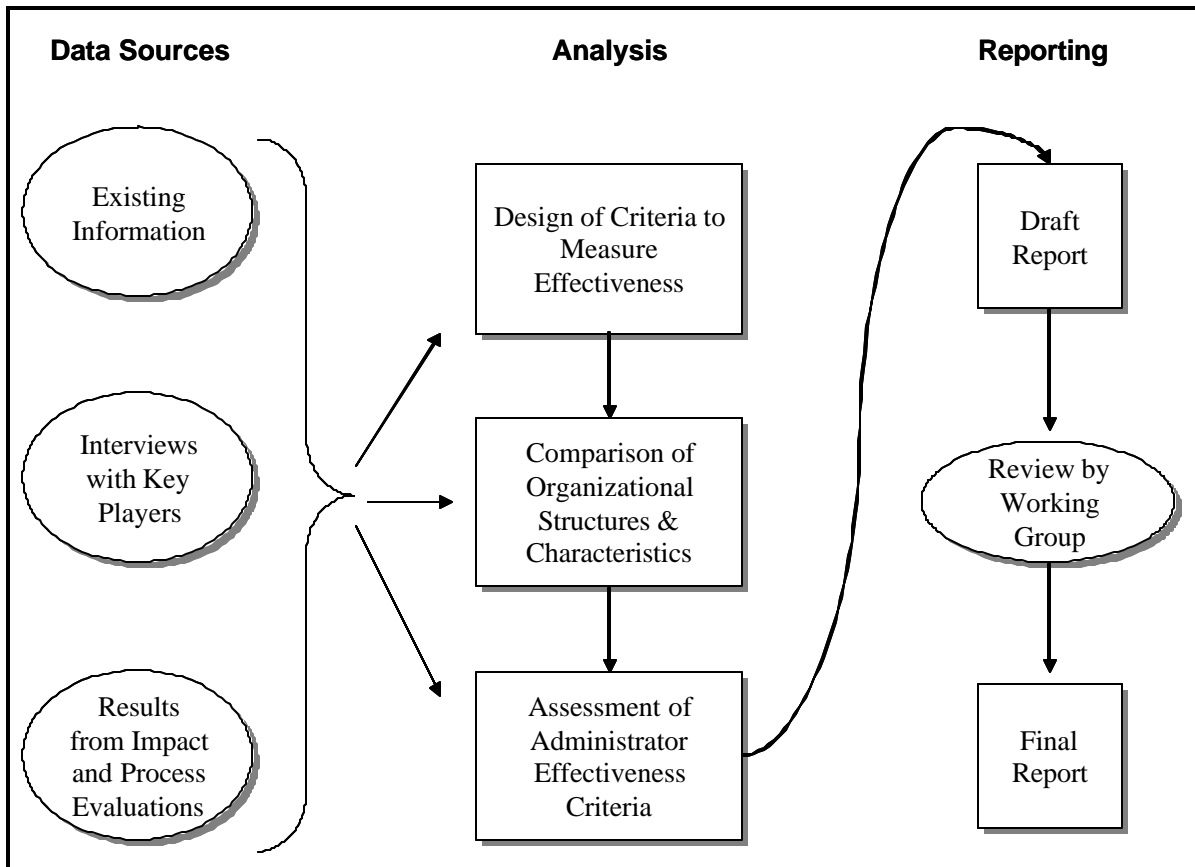 Data Sources
Analysis
Reporting
Existing
Information
Interviews
with Key
Players
Results
from Impact
and Process
Evaluations
Design of Criteria to
Measure
Effectiveness
Comparison of
Organizational
Structures &
Characteristics
Assessment of
Administrator
Effectiveness
Criteria
Draft
Report
Review by
Working
Group
Final
Report